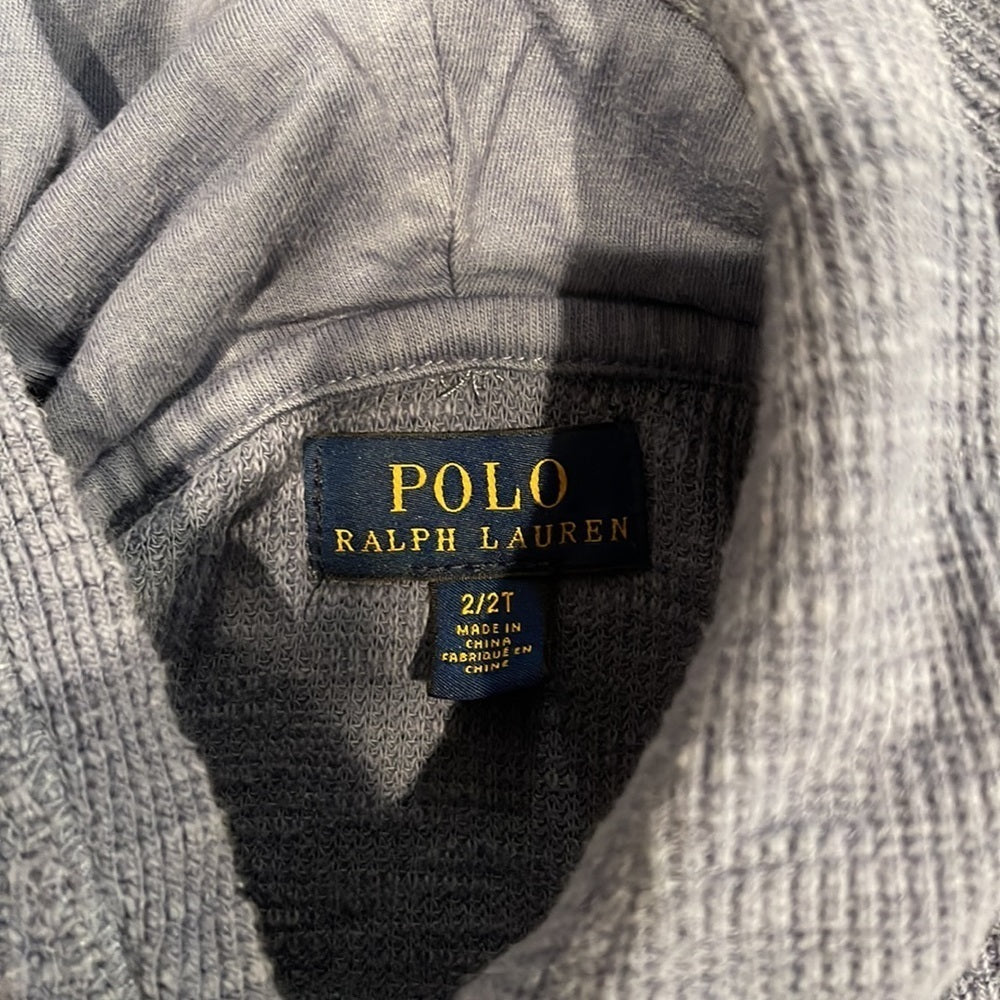 POLO
RALPH LAUREN
2/2T
MADE IN
CHINA
FABRIQUÉ EN
CHINE